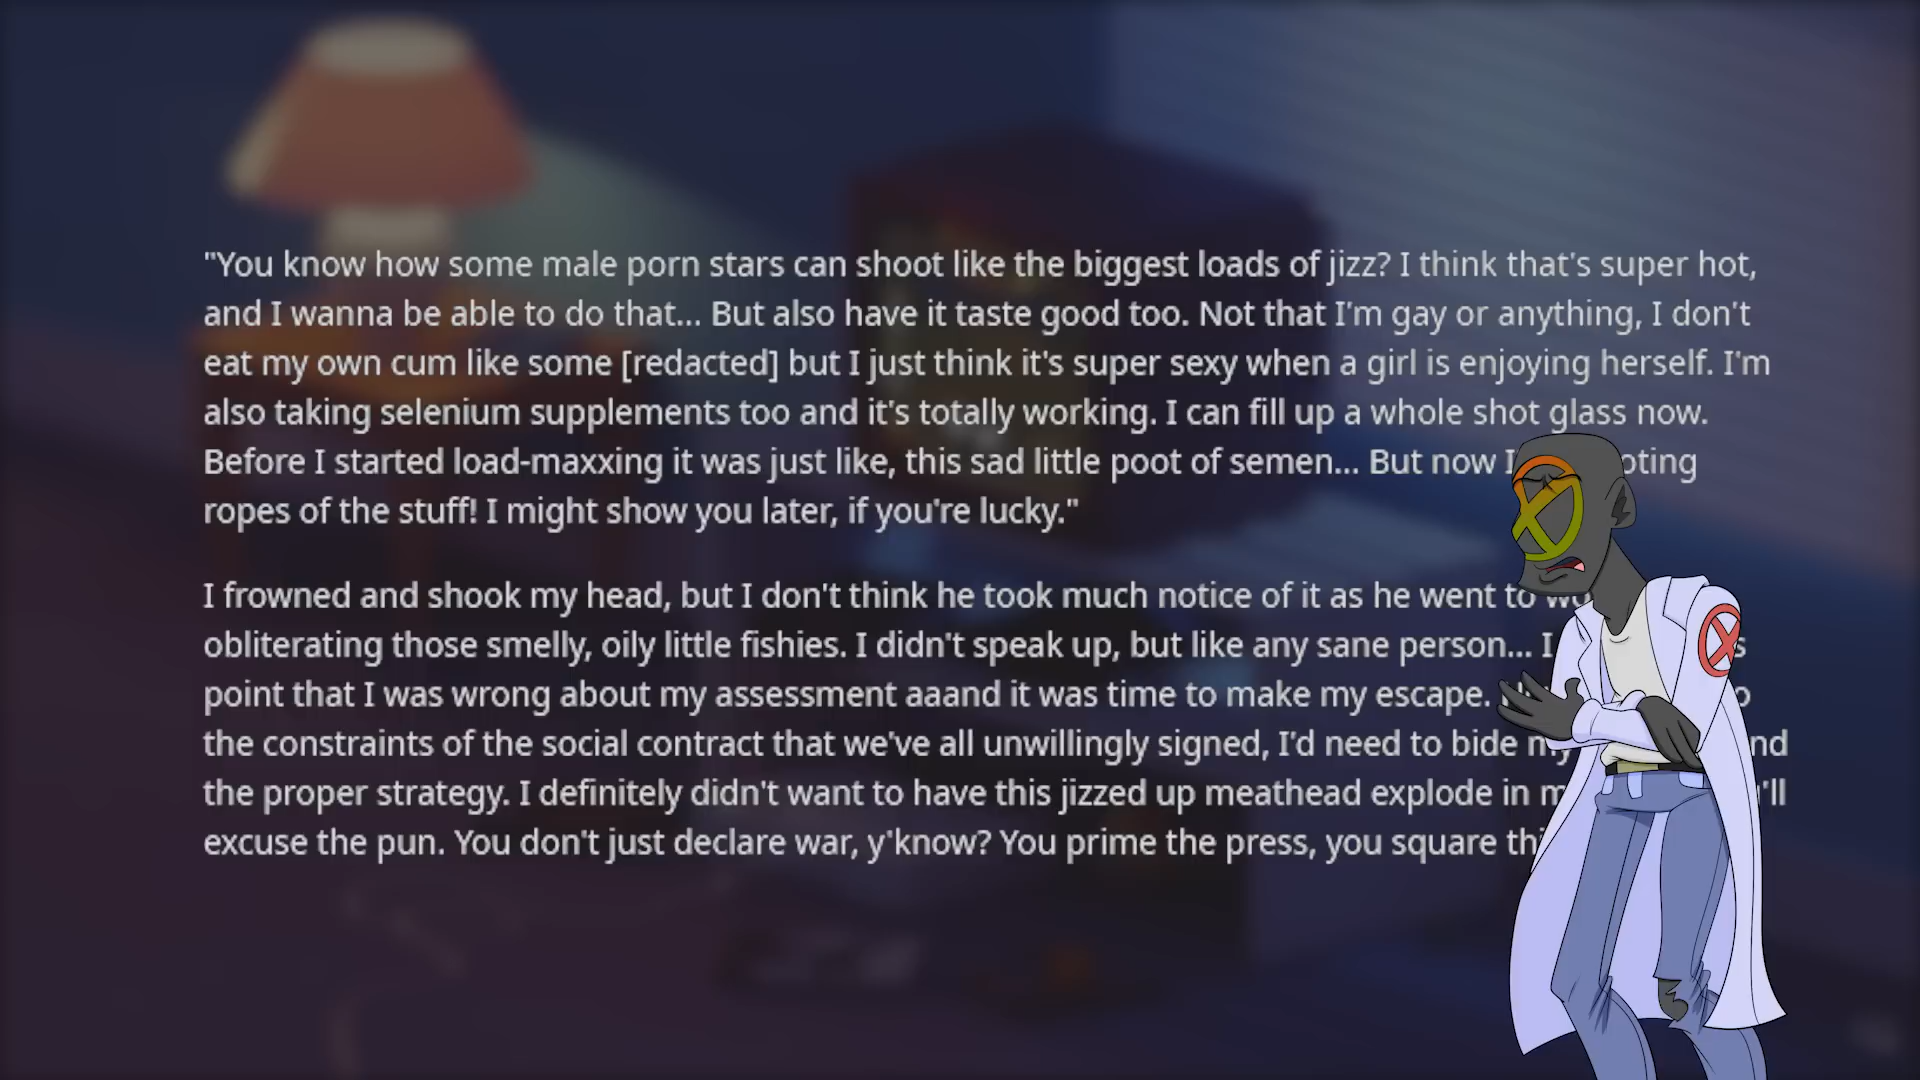 "You know how some male porn stars can shoot like the biggest loads of jizz? I think that's super hot,
and I wanna be able to do that... But also have it taste good too. Not that I'm gay or anything, I don't
eat my own cum like some [redacted] but I just think it's super sexy when a girl is enjoying herself. I'm
also taking selenium supplements too and it's totally working. I can fill up a whole shot glass now.
Before I started load-maxxing it was just like, this sad little poot of semen... But now
ropes of the stuff! I might show you later, if you're lucky."
I frowned and shook my head, but I don't think he took much notice of it as he went to
obliterating those smelly, oily little fishies. I didn't speak up, but like any sane person... I
point that I was wrong about my assessment aaand it was time to make my escape.
the constraints of the social contract that we've all unwillingly signed, I'd need to bide
the proper strategy. I definitely didn't want to have this jizzed up meathead explode in
excuse the pun. You don't just declare war, y'know? You prime the press, you square